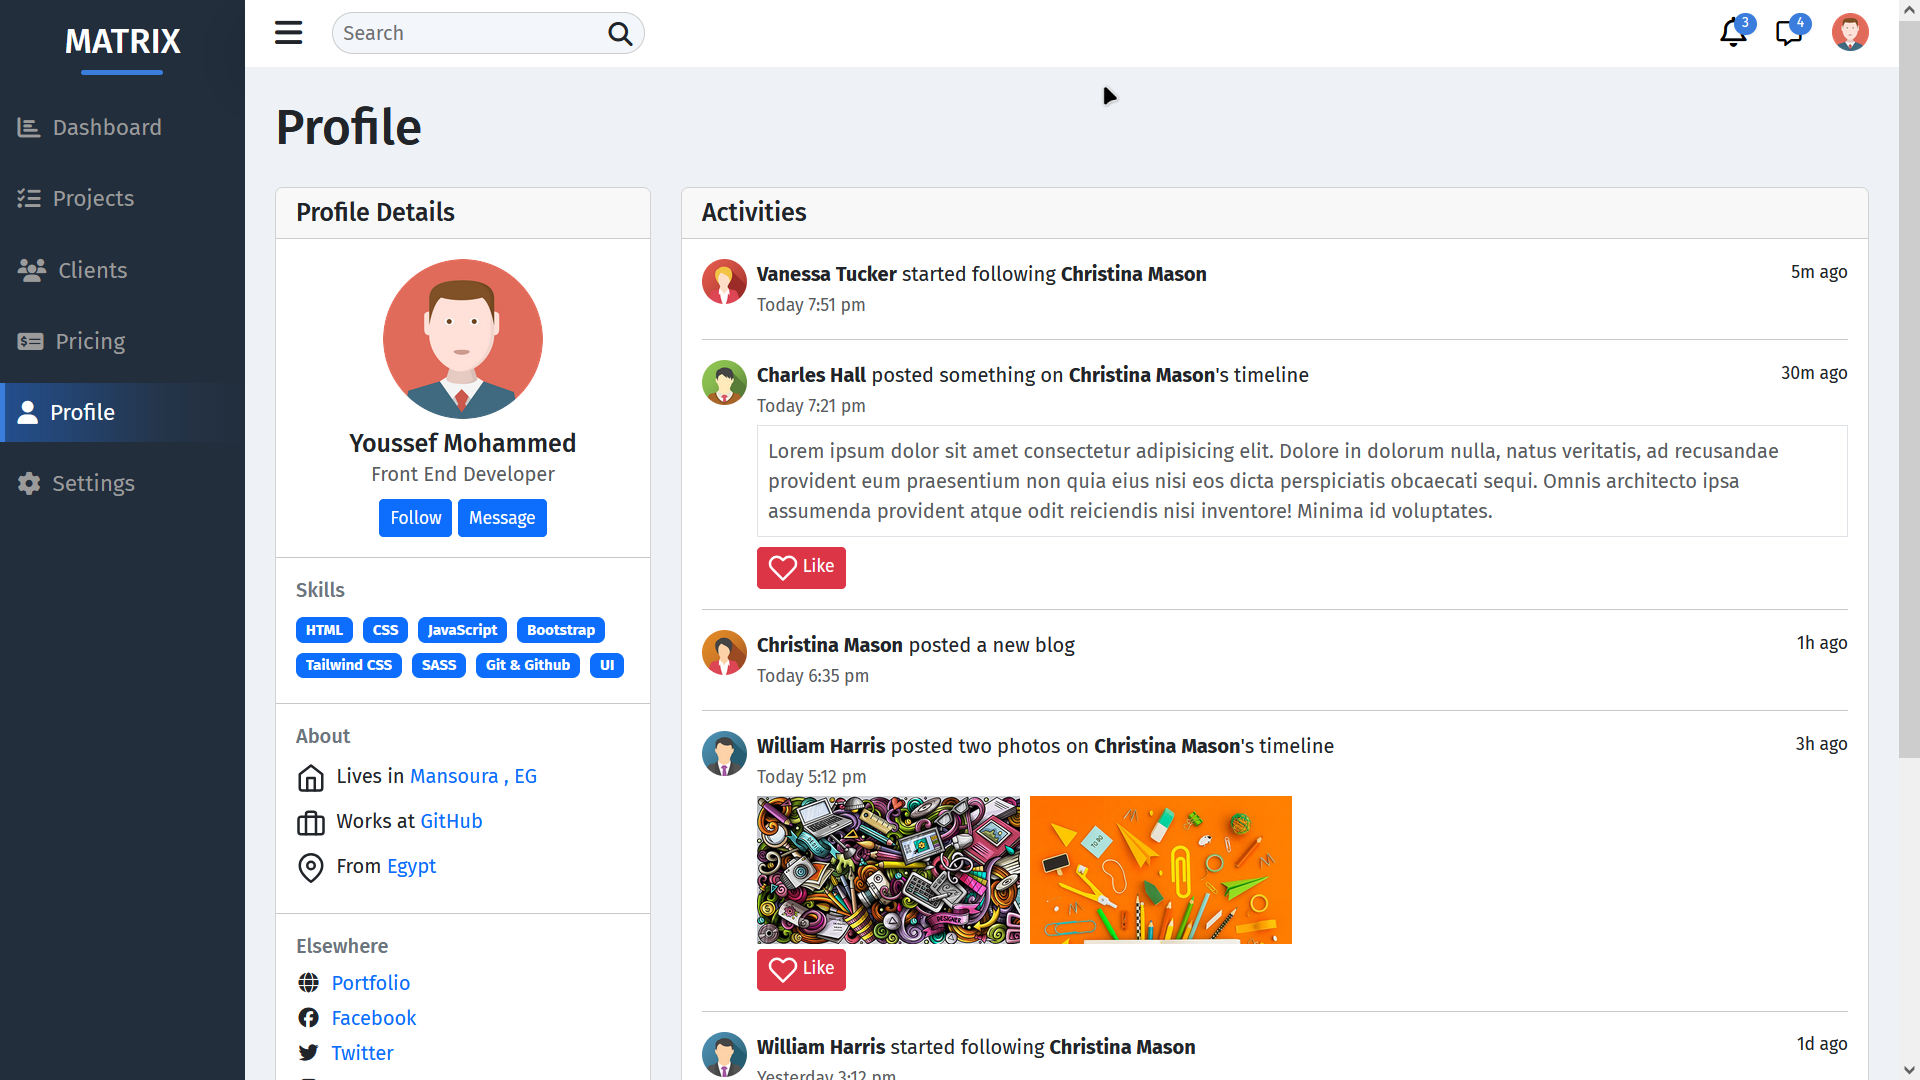 MATRIX
Dashboard
Projects
Clients
Pricing
Profile
Settings
Search
3
4
Profile
Profile Details
Youssef Mohammed
Front End Developer
Follow
Message
Skills
HTML CSS JavaScript Bootstrap
Tailwind CSS SASS Git & Github UI
About
Lives in Mansoura , EG
Works at GitHub
From Egypt
Elsewhere
Portfolio
Facebook
Twitter
Activities
Vanessa Tucker started following Christina Mason
5m ago
Today 7:51 pm
Charles Hall posted something on Christina Mason's timeline
30m ago
Today 7:21 pm
Lorem ipsum dolor sit amet consectetur adipisicing elit. Dolore in dolorum nulla, natus veritatis, ad recusandae
provident eum praesentium non quia eius nisi eos dicta perspiciatis obcaecati sequi. Omnis architecto ipsa
assumenda provident atque odit reiciendis nisi inventore! Minima id voluptates.
Like
Christina Mason posted a new blog
1h ago
Today 6:35 pm
William Harris posted two photos on Christina Mason's timeline
3h ago
Today 5:12 pm
DESIGNER
TO DO
Like
William Harris started following Christina Mason
1d ago
Yesterday 3:12 pm